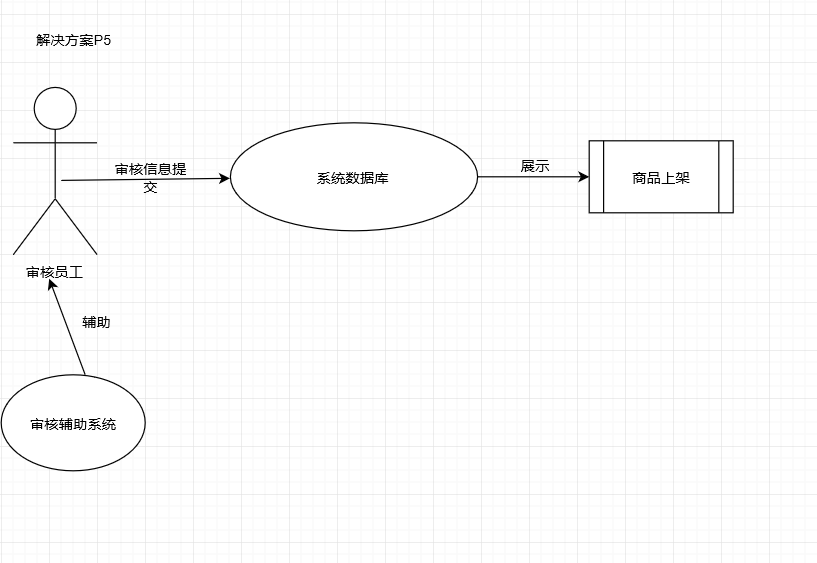 解决方案P5
审核信息提
交
系统数据库
展示
商品上架
审核员工
辅助
审核辅助系统